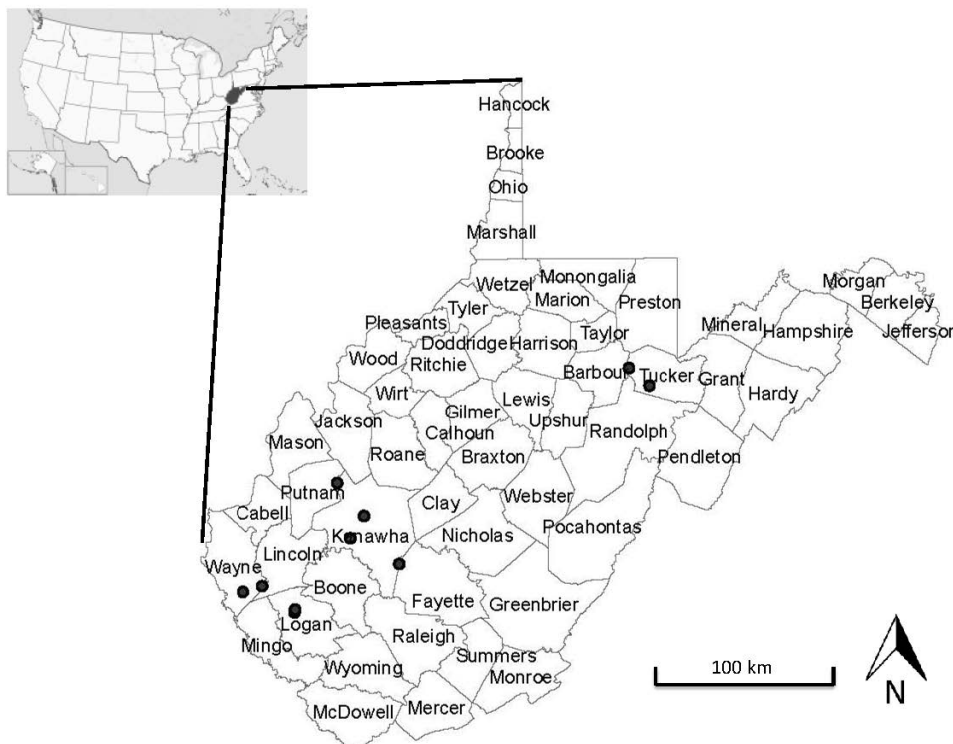 Hancock
Brooke
Ohio
Marshall
Wetzel
Monongalia
Marion
Preston
Tyler
Pleasants
Taylor
Doddridge
Harrison
Wood
Ritchie
Barbour
Tucker
Grant
Mineral
Hampshire
Morgan
Berkeley
Jefferson
Hardy
Wirt
Lewis
Gilmer
Upshur
Jackson
Calhoun
Randolph
Mason
Roane
Braxton
Pendleton
Putnam
Clay
Webster
Cabell
Kanawha
Nicholas
Pocahontas
Lincoln
Wayne
Boone
Fayette
Greenbrier
Logan
Mingo
Raleigh
Summers
Wyoming
Monroe
McDowell
Mercer
100 km
N